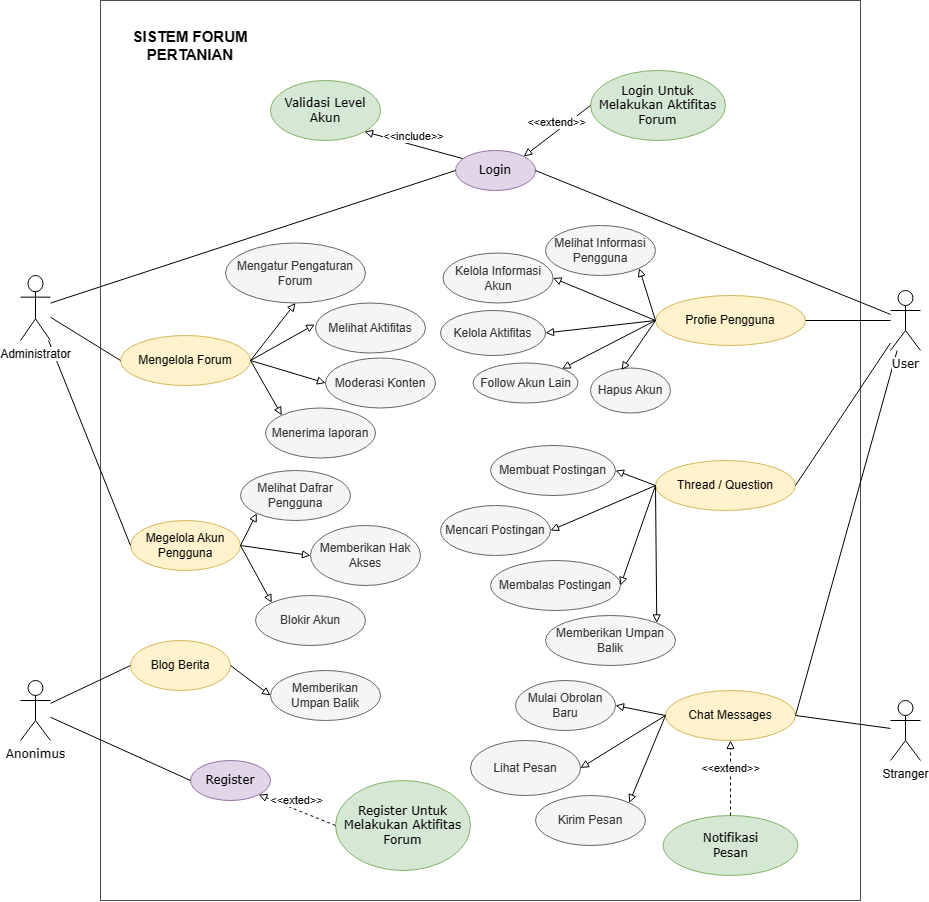 SISTEM FORUM
PERTANIAN
Validasi Level
Akun
Login Untuk
Melakukan Aktifitas
Forum
<<include>>
<<extend>>
Login
Mengatur Pengaturan
Forum
Melihat Aktifitas
Moderasi Konten
Menerima laporan
Mengelola Forum
Administrator
Melihat Informasi
Pengguna
Kelola Informasi
Akun
Kelola Aktifitas
Follow Akun Lain
Hapus Akun
Profie Pengguna
User
Melihat Dafrar
Pengguna
Megelola Akun
Pengguna
Memberikan Hak
Akses
Blokir Akun
Membuat Postingan
Thread / Question
Mencari Postingan
Membalas Postingan
Memberikan Umpan
Balik
Blog Berita
Memberikan
Umpan Balik
Anonimus
Register
<<exted>>
Register Untuk
Melakukan Aktifitas
Forum
Mulai Obrolan
Baru
Chat Messages
Lihat Pesan
Kirim Pesan
<<extend>>
Notifikasi
Pesan
Stranger